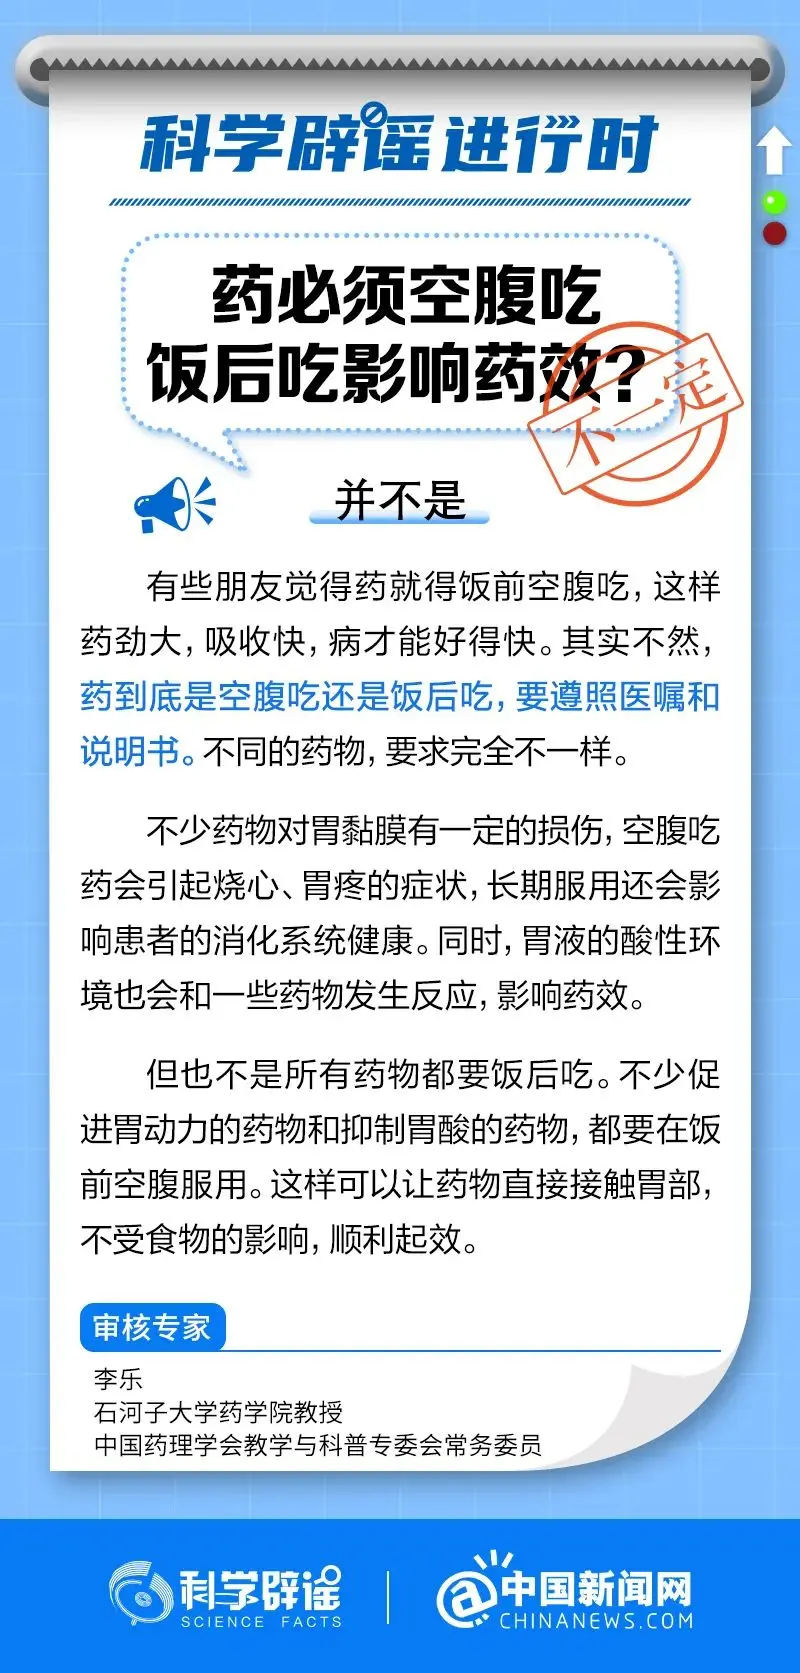 科学辟谣进行时
药必须空腹吃
饭后吃影响药效？
不一定
并不是
有些朋友觉得药就得饭前空腹吃，这样
药劲大，吸收快，病才能好得快。其实不然，
药到底是空腹吃还是饭后吃，要遵照医嘱和
说明书。不同的药物，要求完全不一样。
不少药物对胃黏膜有一定的损伤，空腹吃
药会引起烧心、胃疼的症状，长期服用还会影
响患者的消化系统健康。同时，胃液的酸性环
境也会和一些药物发生反应，影响药效。
但也不是所有药物都要饭后吃。不少促
进胃动力的药物和抑制胃酸的药物，都要在饭
前空腹服用。这样可以让药物直接接触胃部，
不受食物的影响，顺利起效。
审核专家
李乐
石河子大学药学院教授
中国药理学会教学与科普专委会常务委员
科学辟谣
SCIENCE FACTS
中国新闻网
CHINANEWS.COM